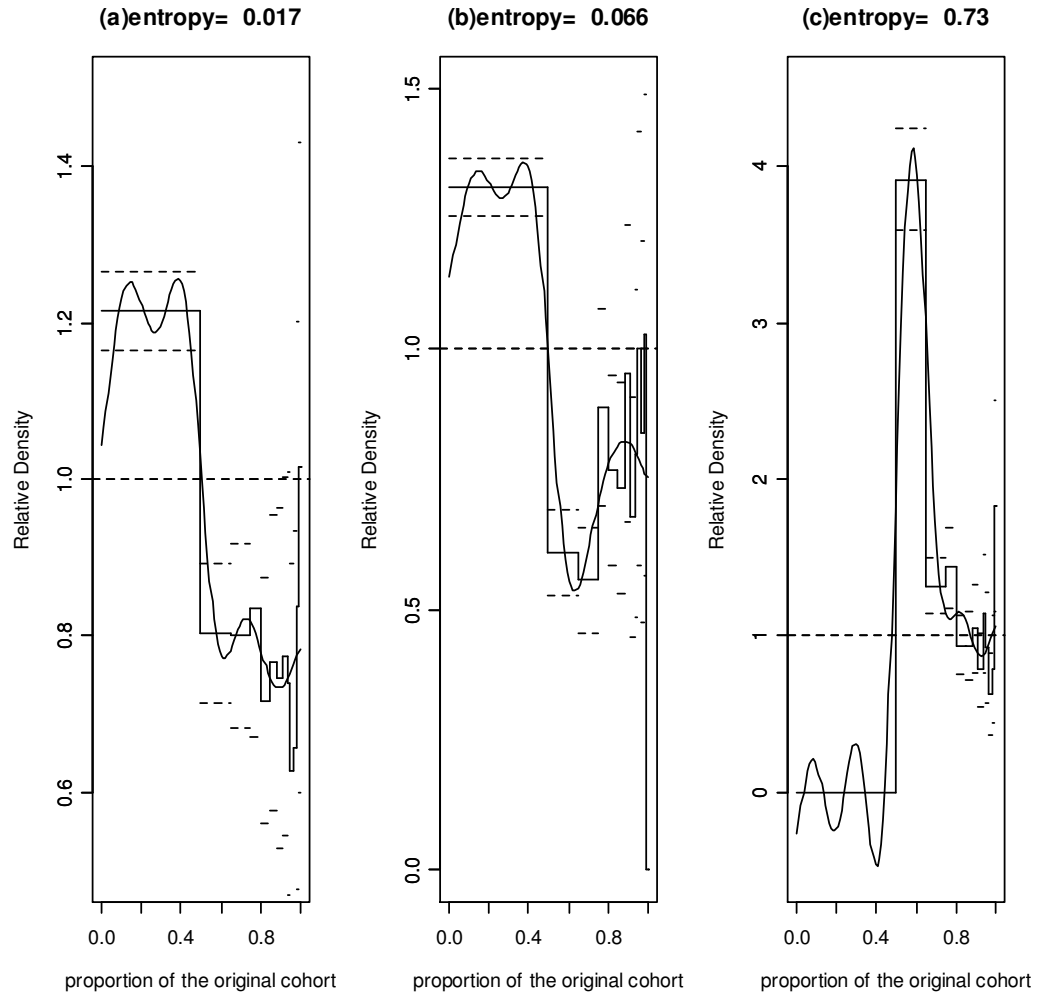 (a)entropy=  0.017
Relative Density
1.4
1.2
1.0
0.8
0.6
0.0
0.4
0.8
proportion of the original cohort
(b)entropy=  0.066
Relative Density
1.5
1.0
0.5
0.0
0.0
0.4
0.8
proportion of the original cohort
(c)entropy=  0.73
Relative Density
4
3
2
1
0
0.0
0.4
0.8
proportion of the original cohort